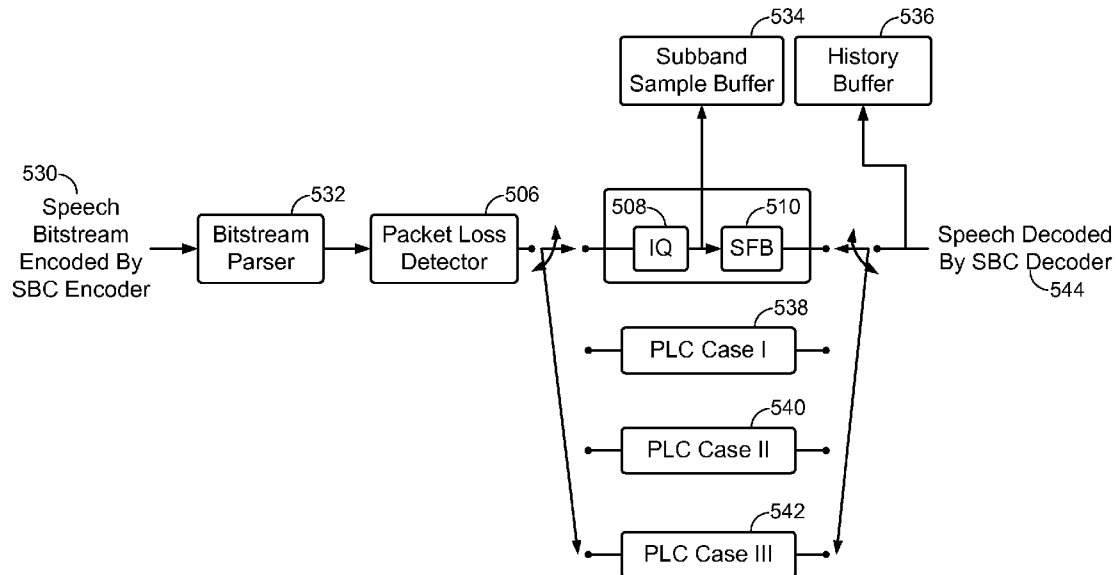 534
Subband
Sample Buffer
536
History
Buffer
530
Speech
Bitstream
Encoded By
SBC Encoder
532
Bitstream
Parser
506
Packet Loss
Detector
508
IQ
510
SFB
Speech Decoded
By SBC Decoder
544
538
PLC Case I
540
PLC Case II
542
PLC Case III